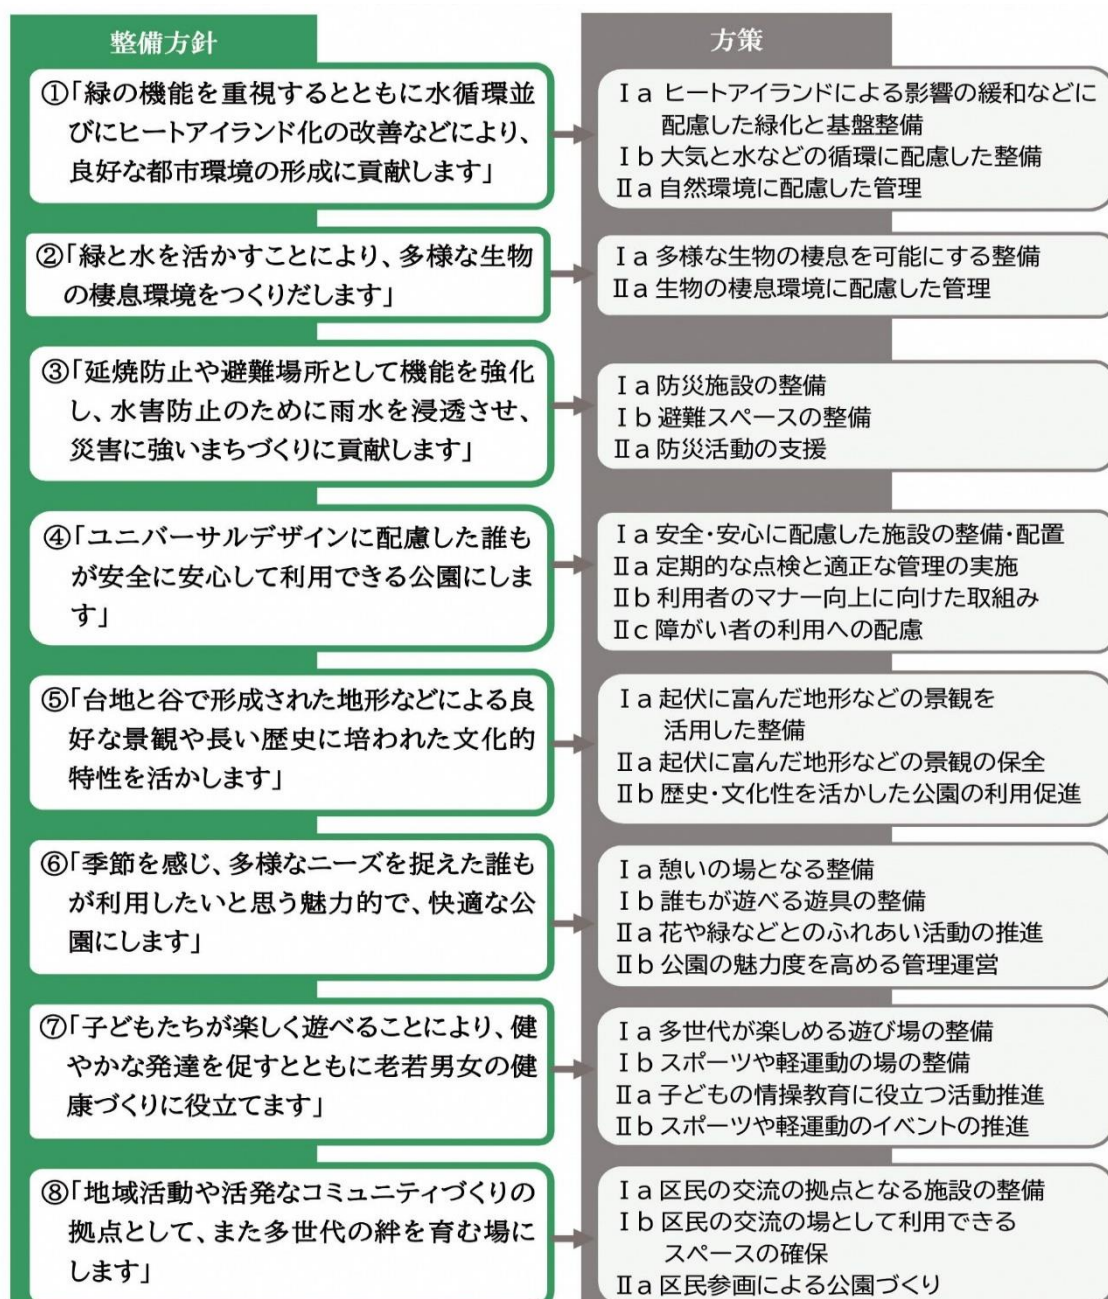 整備方針
方策
①「緑の機能を重視するとともに水循環並
びにヒートアイランド化の改善などにより、
良好な都市環境の形成に貢献します」
Ⅰa ヒートアイランドによる影響の緩和などに
配慮した緑化と基盤整備
Ⅰb 大気と水などの循環に配慮した整備
Ⅱa 自然環境に配慮した管理
②「緑と水を活かすことにより、多様な生物
の棲息環境をつくりだします」
Ⅰa 多様な生物の棲息を可能にする整備
Ⅱa 生物の棲息環境に配慮した管理
③「延焼防止や避難場所として機能を強化
し、水害防止のために雨水を浸透させ、
災害に強いまちづくりに貢献します」
Ⅰa 防災施設の整備
Ⅰb 避難スペースの整備
Ⅱa 防災活動の支援
④「ユニバーサルデザインに配慮した誰も
が安全に安心して利用できる公園にしま
す」
Ⅰa 安全・安心に配慮した施設の整備・配置
Ⅱa 定期的な点検と適正な管理の実施
Ⅱb 利用者のマナー向上に向けた取組み
Ⅱc 障がい者の利用への配慮
⑤「台地と谷で形成された地形などによる良
好な景観や長い歴史に培われた文化的
特性を活かします」
Ⅰa 起伏に富んだ地形などの景観を
活用した整備
Ⅱa 起伏に富んだ地形などの景観の保全
Ⅱb 歴史・文化性を活かした公園の利用促進
⑥「季節を感じ、多様なニーズを捉えた誰も
が利用したいと思う魅力的で、快適な公
園にします」
Ⅰa 憩いの場となる整備
Ⅰb 誰もが遊べる遊具の整備
Ⅱa 花や緑などとのふれあい活動の推進
Ⅱb 公園の魅力度を高める管理運営
⑦「子どもたちが楽しく遊べることにより、健
やかな発達を促すとともに老若男女の健
康づくりに役立てます」
Ⅰa 多世代が楽しめる遊び場の整備
Ⅰb スポーツや軽運動の場の整備
Ⅱa 子どもの情操教育に役立つ活動推進
Ⅱb スポーツや軽運動のイベントの推進
⑧「地域活動や活発なコミュニティづくりの
拠点として、また多世代の絆を育む場に
します」
Ⅰa 区民の交流の拠点となる施設の整備
Ⅰb 区民の交流の場として利用できる
スペースの確保
Ⅱa 区民参画による公園づくり